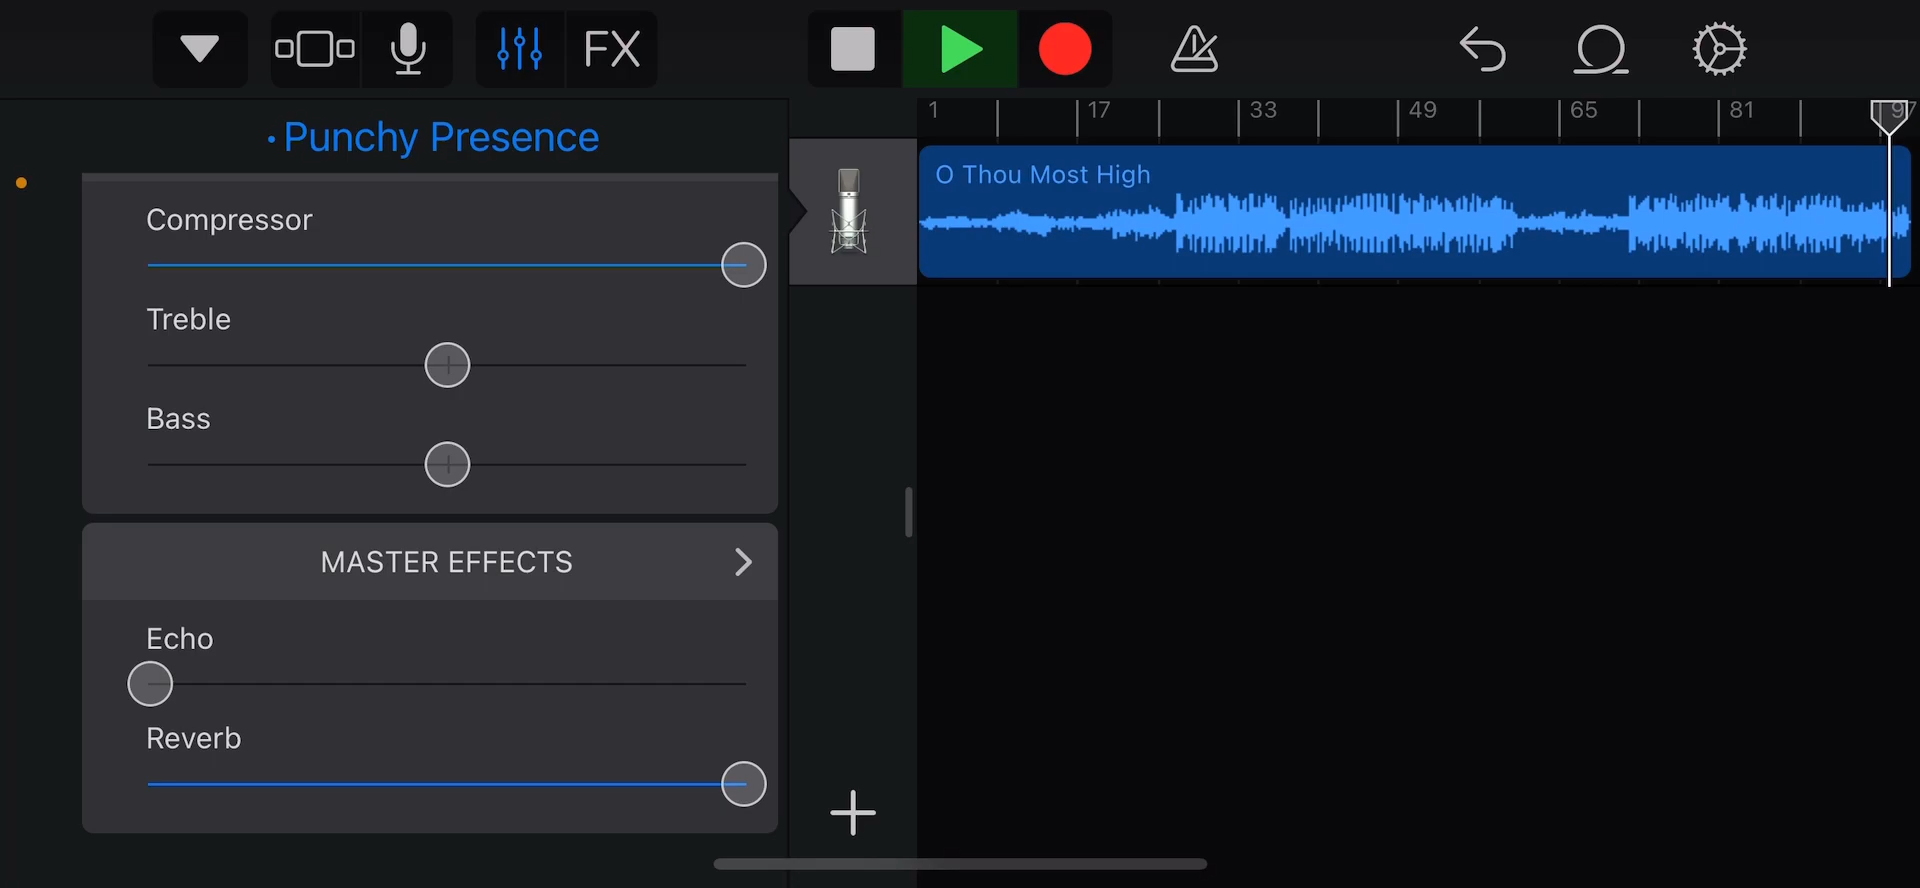 FX
Punchy Presence
1 17 33 49 65 81 97
O Thou Most High
Compressor
Treble
Bass
MASTER EFFECTS
Echo
Reverb